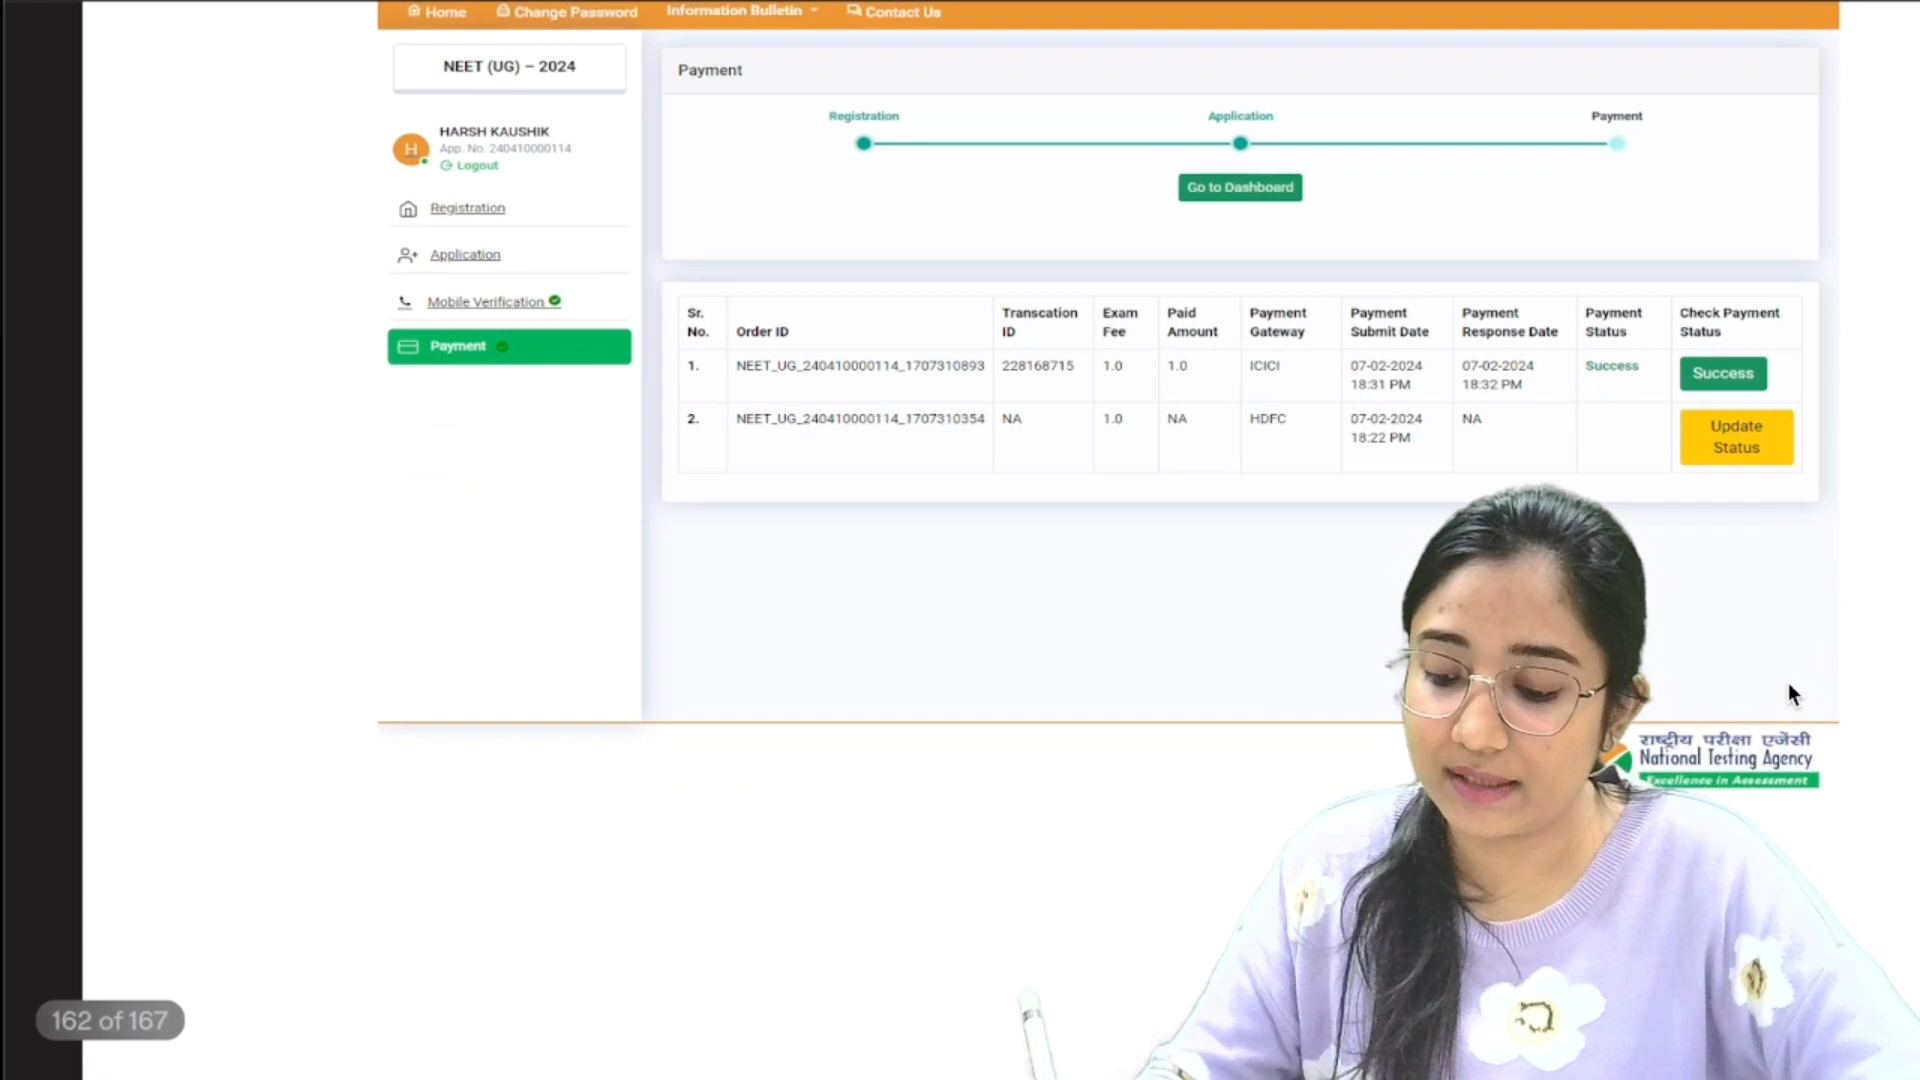 Home
Change Password
Information Bulletin
Contact Us
NEET (UG) – 2024
H
HARSH KAUSHIK
App. No. 240410000114
Logout
Registration
Application
Mobile Verification
Payment
Payment
Registration
Application
Payment
Go to Dashboard
Sr. No.
Order ID
Transcation ID
Exam Fee
Paid Amount
Payment Gateway
Payment Submit Date
Payment Response Date
Payment Status
Check Payment Status
1.
NEET_UG_240410000114_1707310893
228168715
1.0
1.0
ICICI
07-02-2024 18:31 PM
07-02-2024 18:32 PM
Success
Success
2.
NEET_UG_240410000114_1707310354
NA
1.0
NA
HDFC
07-02-2024 18:22 PM
NA
Update Status
राष्ट्रीय परीक्षा एजेंसी
National Testing Agency
Excellence in Assessment
162 of 167